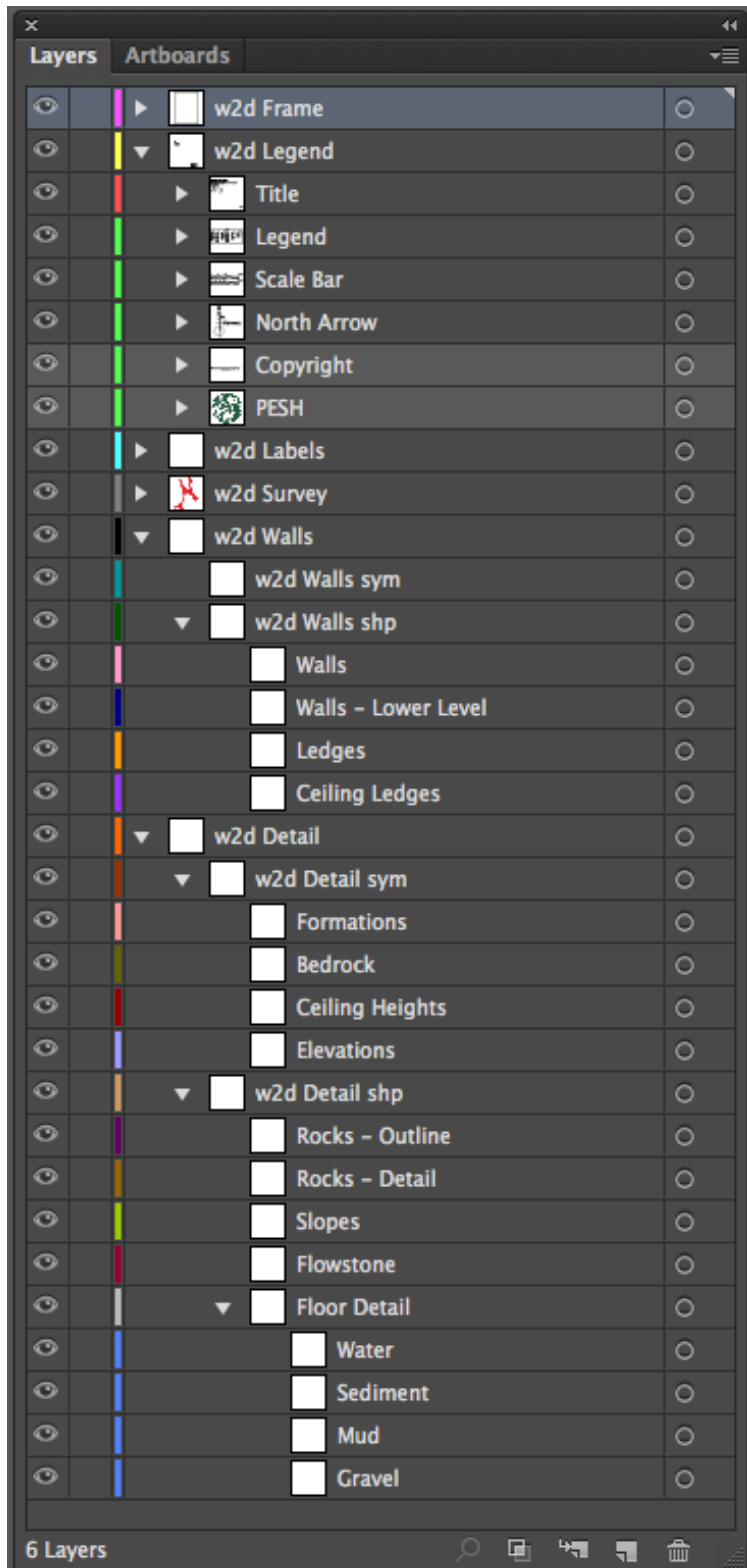 Layers Artboards
w2d Frame
w2d Legend
Title
Legend
Scale Bar
North Arrow
Copyright
PESH
w2d Labels
w2d Survey
w2d Walls
w2d Walls sym
w2d Walls shp
Walls
Walls – Lower Level
Ledges
Ceiling Ledges
w2d Detail
w2d Detail sym
Formations
Bedrock
Ceiling Heights
Elevations
w2d Detail shp
Rocks – Outline
Rocks – Detail
Slopes
Flowstone
Floor Detail
Water
Sediment
Mud
Gravel
6 Layers